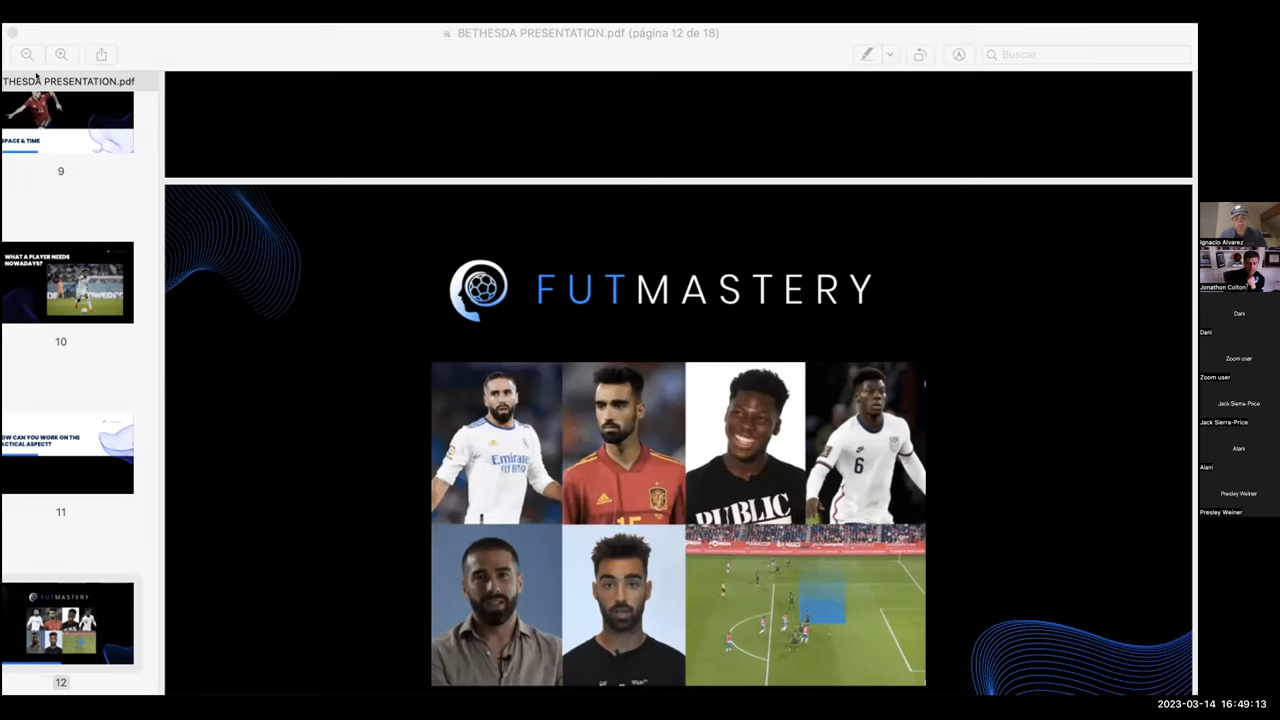 BETHESDA PRESENTATION.pdf (página 12 de 18)
Buscar
THESDA PRESENTATION.pdf
SPACE & TIME
9
WHAT A PLAYER NEEDS
NOWADAYS?
10
OW CAN YOU WORK ON THE
ACTICAL ASPECT?
11
FUTMASTERY
12
FUTMASTERY
Emirates
FLY BETTER
15
PUBLIC
6
Ignacio Alvarez
Jonathon Colton
Dani
Dani
Zoom user
Zoom user
Jack Sierra-Price
Jack Sierra-Price
Alani
Alani
Presley Weiner
Presley Weiner
2023-03-14 16:49:13